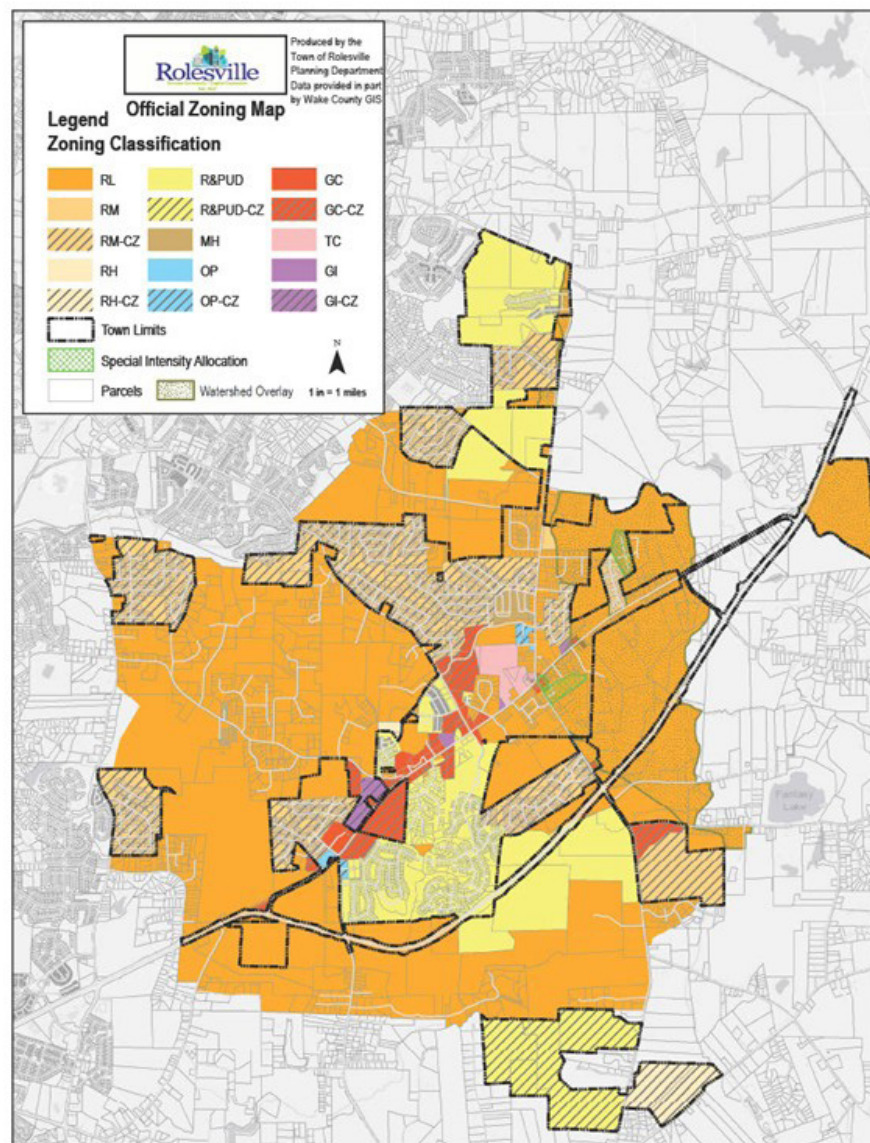 Rolesville
Produced by the
Town of Rolesville
Planning Department
Data provided in part
by Wake County GIS
Official Zoning Map
Legend
Zoning Classification
RL
R&PUD
GC
RM
R&PUD-CZ
GC-CZ
RM-CZ
MH
TC
RH
OP
GI
RH-CZ
OP-CZ
GI-CZ
Town Limits
Special Intensity Allocation
N
Parcels
Watershed Overlay
1 in = 1 miles
Fantasy
Lake